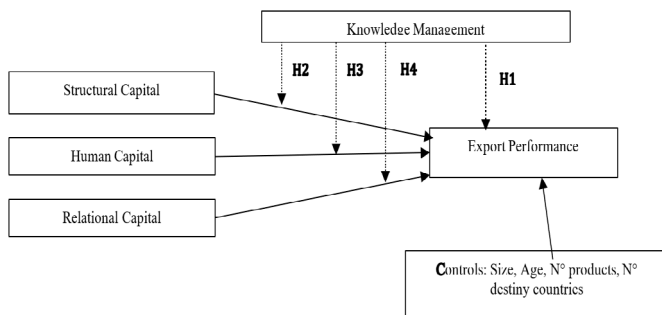 Knowledge Management
H2
H3
H4
H1
Structural Capital
Human Capital
Export Performance
Relational Capital
Controls: Size, Age, N° products, N°
destiny countries